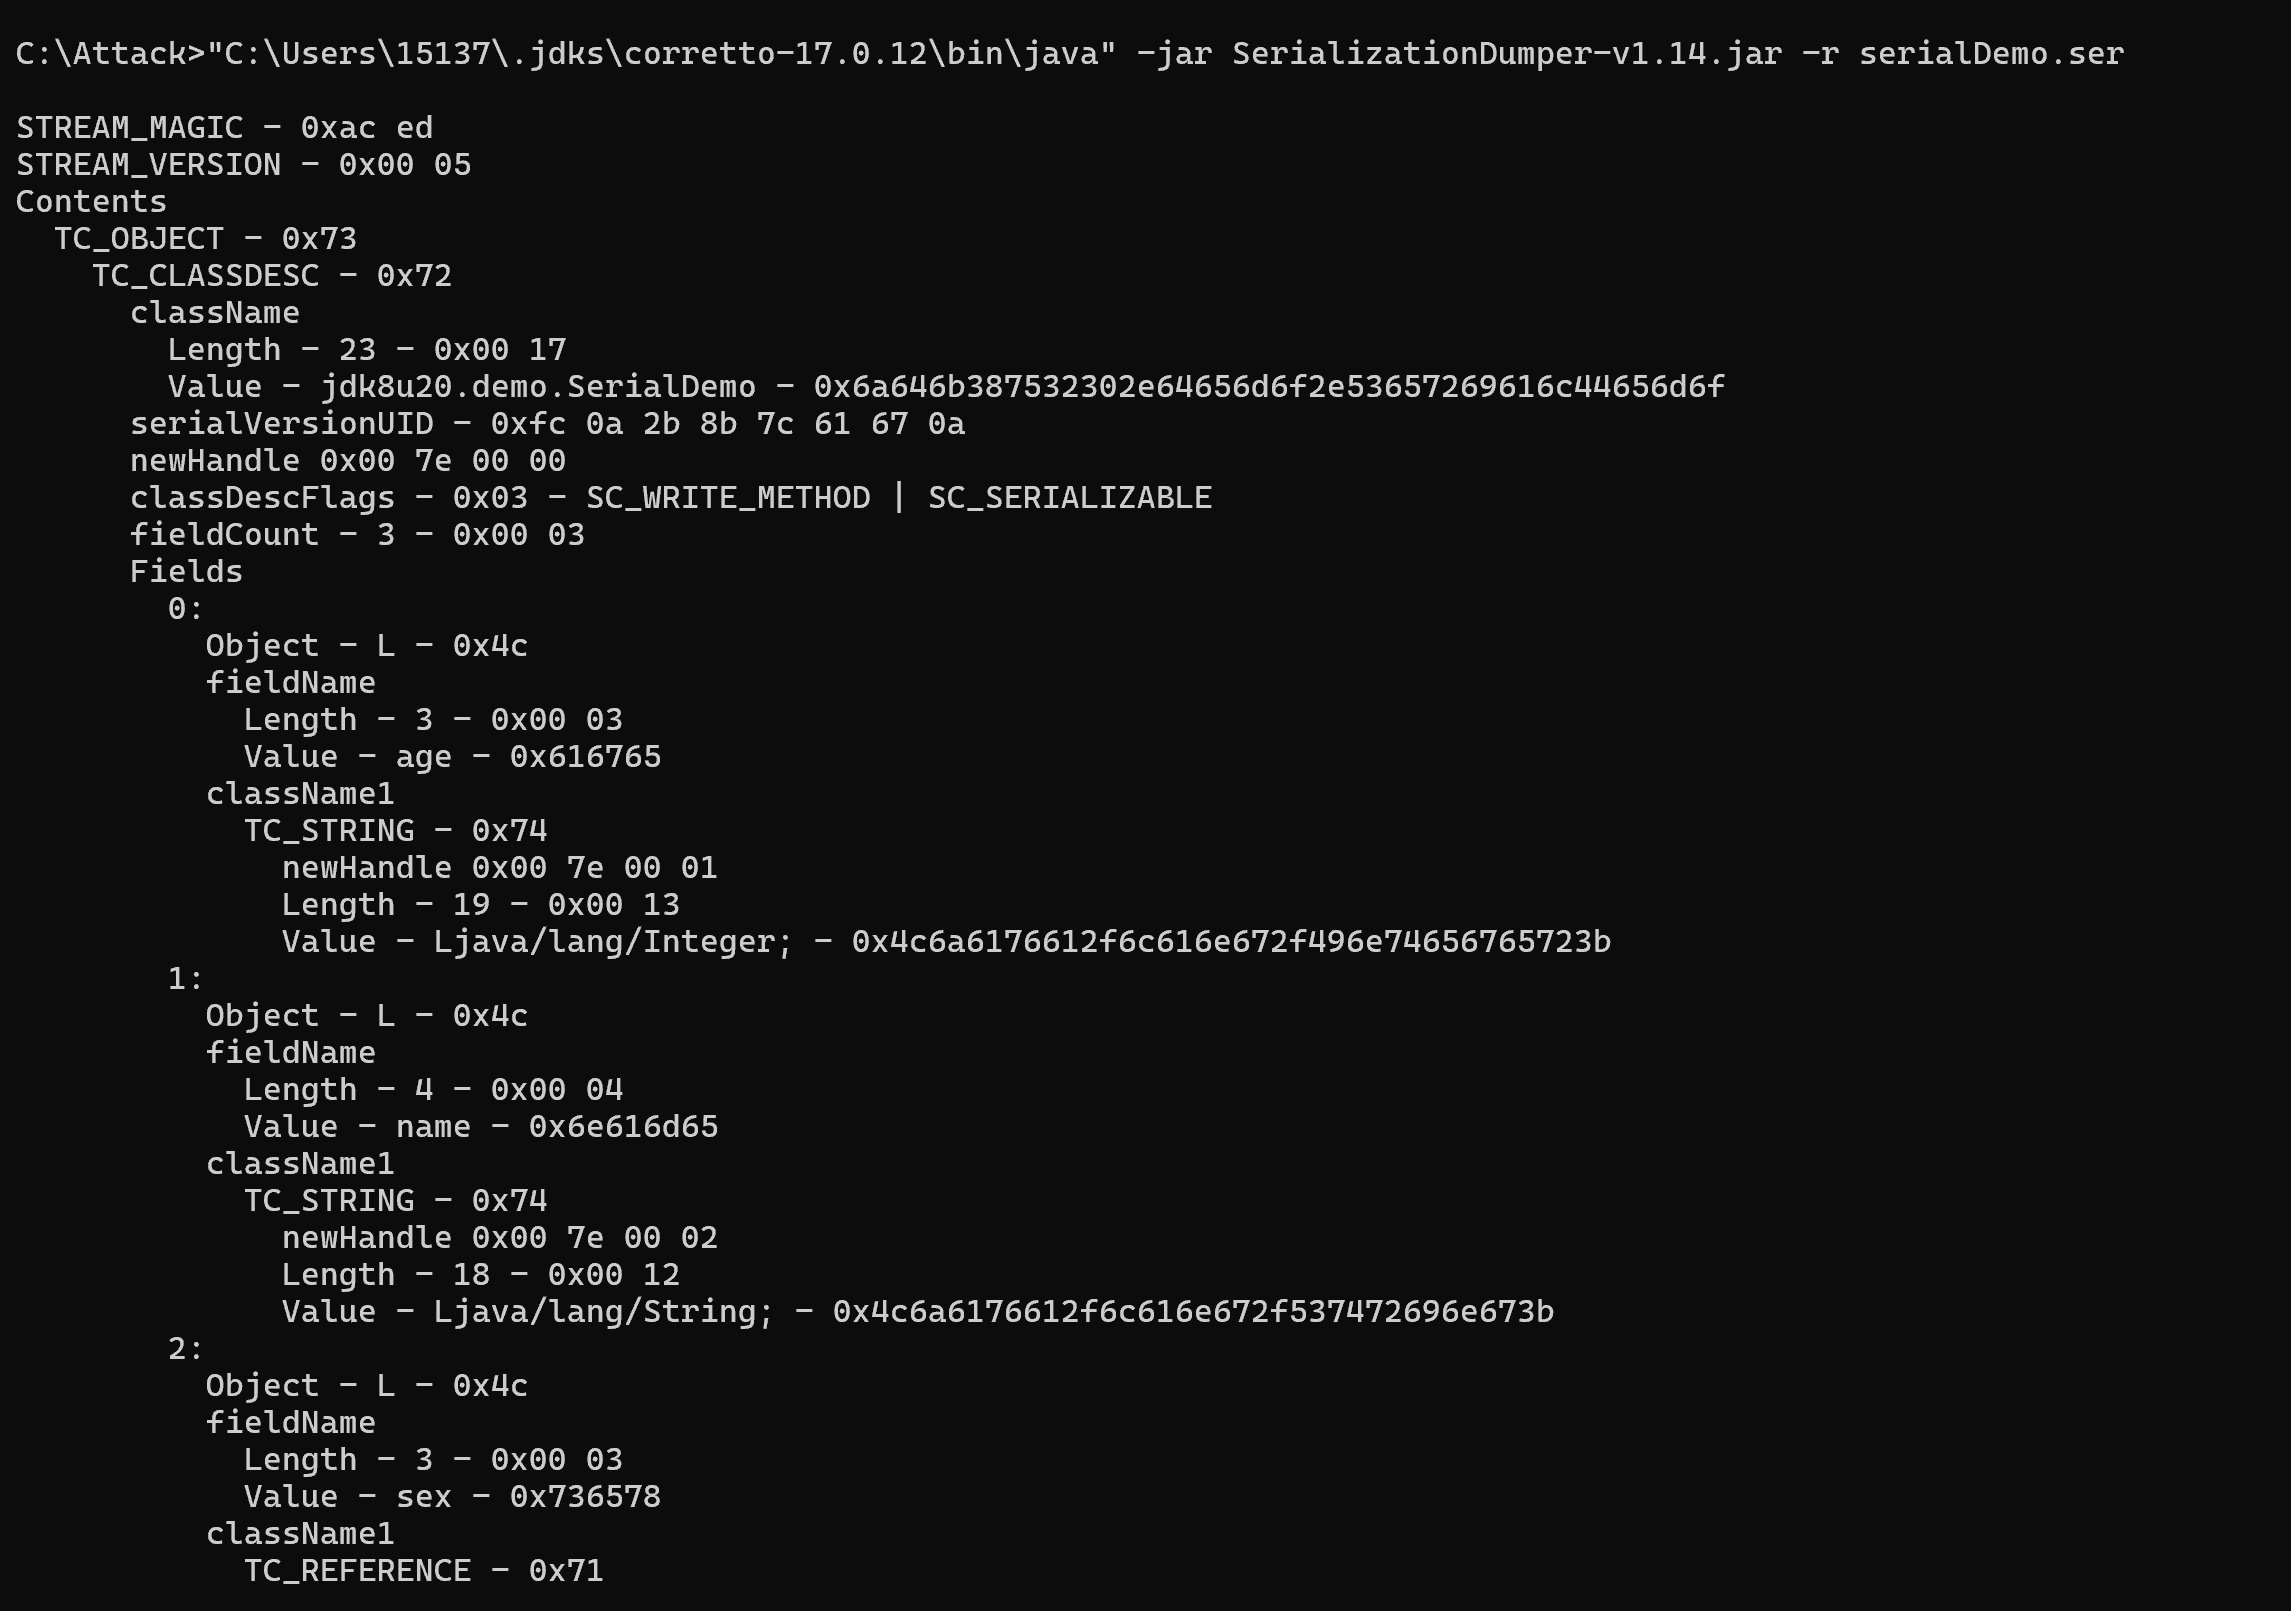 C:\Attack>"C:\Users\15137\.jdks\corretto-17.0.12\bin\java" -jar SerializationDumper-v1.14.jar -r serialDemo.ser

STREAM_MAGIC - 0xac ed
STREAM_VERSION - 0x00 05
Contents
  TC_OBJECT - 0x73
    TC_CLASSDESC - 0x72
      className
        Length - 23 - 0x00 17
        Value - jdk8u20.demo.SerialDemo - 0x6a646b387532302e64656d6f2e53657269616c44656d6f
      serialVersionUID - 0xfc 0a 2b 8b 7c 61 67 0a
      newHandle 0x00 7e 00 00
      classDescFlags - 0x03 - SC_WRITE_METHOD | SC_SERIALIZABLE
      fieldCount - 3 - 0x00 03
      Fields
        0:
          Object - L - 0x4c
          fieldName
            Length - 3 - 0x00 03
            Value - age - 0x616765
          className1
            TC_STRING - 0x74
              newHandle 0x00 7e 00 01
              Length - 19 - 0x00 13
              Value - Ljava/lang/Integer; - 0x4c6a6176612f6c616e672f496e74656765723b
        1:
          Object - L - 0x4c
          fieldName
            Length - 4 - 0x00 04
            Value - name - 0x6e616d65
          className1
            TC_STRING - 0x74
              newHandle 0x00 7e 00 02
              Length - 18 - 0x00 12
              Value - Ljava/lang/String; - 0x4c6a6176612f6c616e672f537472696e673b
        2:
          Object - L - 0x4c
          fieldName
            Length - 3 - 0x00 03
            Value - sex - 0x736578
          className1
            TC_REFERENCE - 0x71